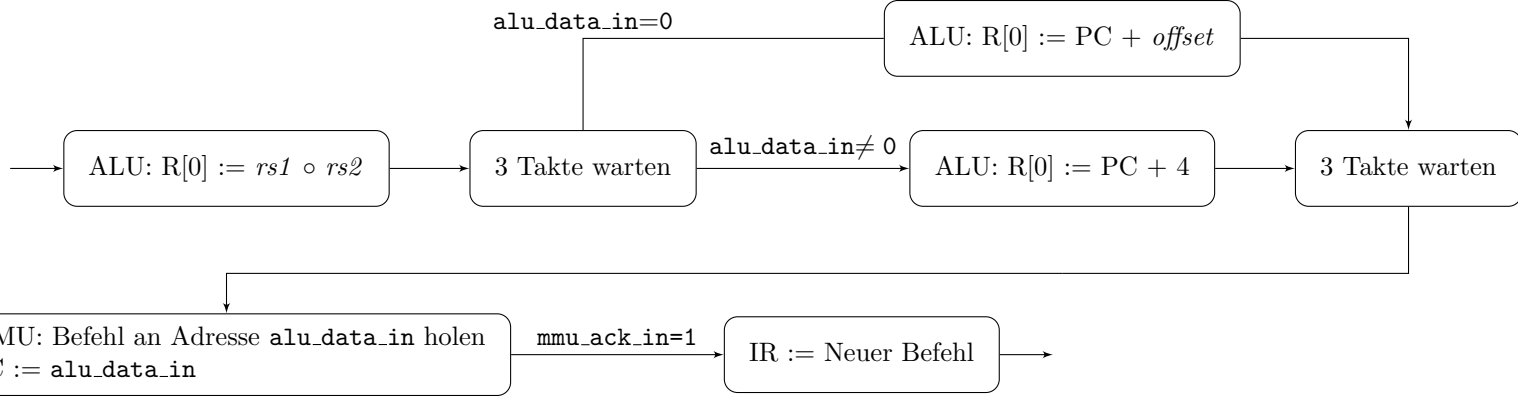 alu_data_in=0
ALU: R[0] := PC + offset
ALU: R[0] := rs1 ∘ rs2
3 Takte warten
alu_data_in≠ 0
ALU: R[0] := PC + 4
3 Takte warten
: Befehl an Adresse alu_data_in holen
:= alu_data_in
mmu_ack_in=1
IR := Neuer Befehl